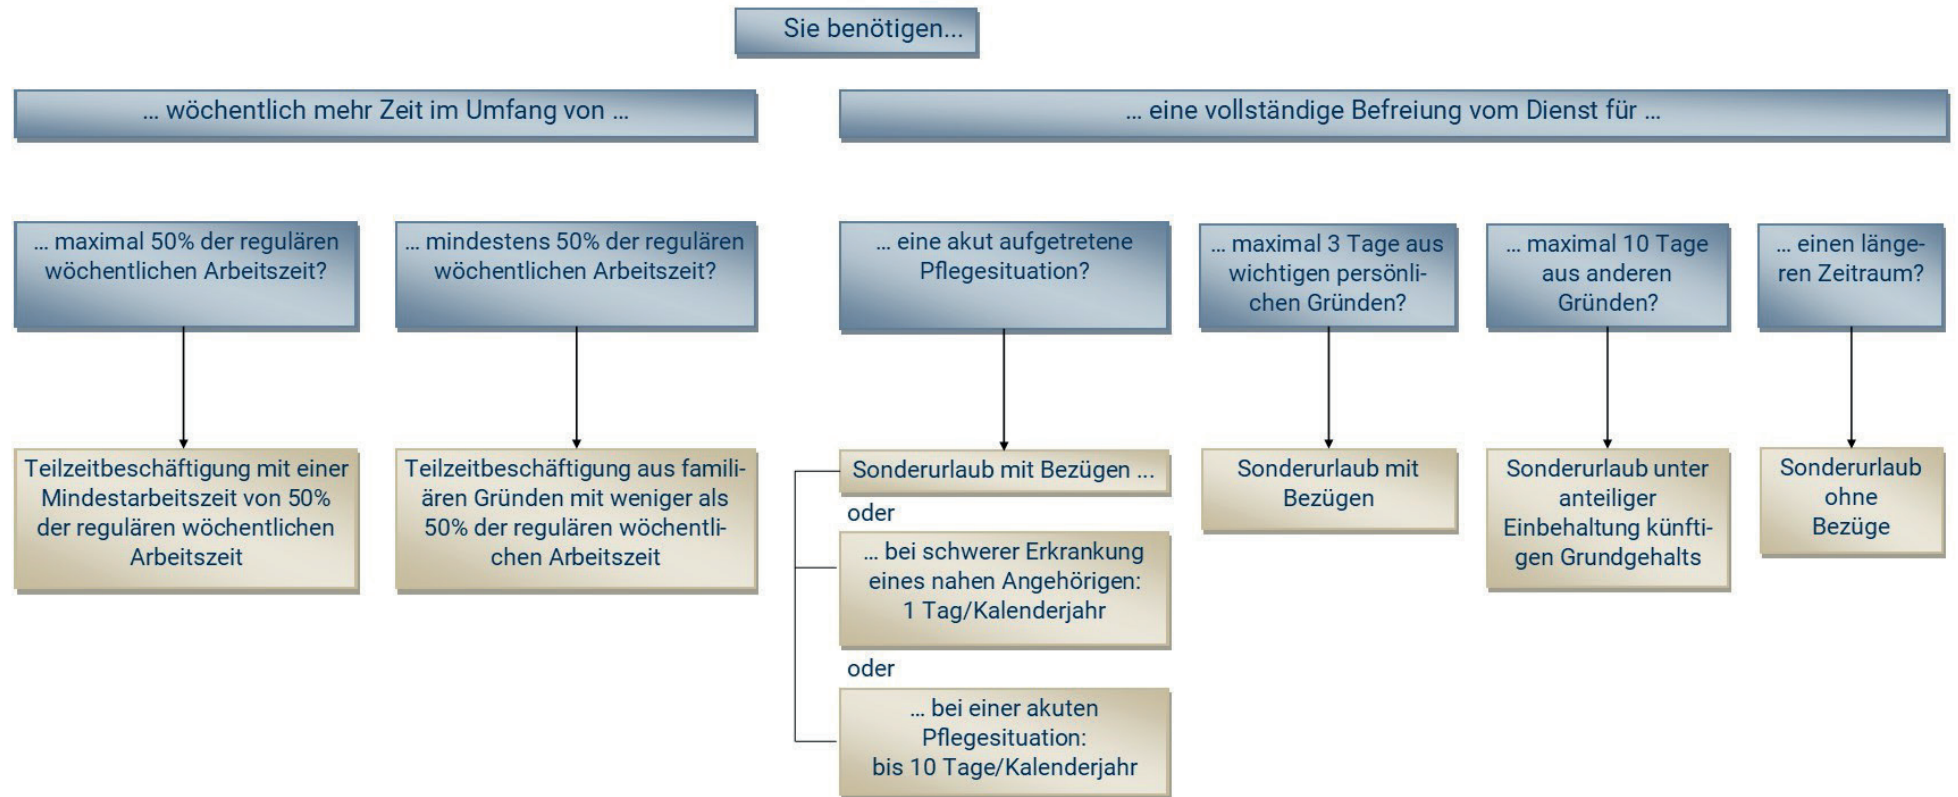 Sie benötigen...
... wöchentlich mehr Zeit im Umfang von ...
... eine vollständige Befreiung vom Dienst für ...
... maximal 50% der regulären
wöchentlichen Arbeitszeit?
... mindestens 50% der regulären
wöchentlichen Arbeitszeit?
... eine akut aufgetretene
Pflegesituation?
... maximal 3 Tage aus
wichtigen persönli-
chen Gründen?
... maximal 10 Tage
aus anderen
Gründen?
... einen länge-
ren Zeitraum?
Teilzeitbeschäftigung mit einer
Mindestarbeitszeit von 50%
der regulären wöchentlichen
Arbeitszeit
Teilzeitbeschäftigung aus famili-
ären Gründen mit weniger als
50% der regulären wöchentli-
chen Arbeitszeit
Sonderurlaub mit Bezügen ...
oder
... bei schwerer Erkrankung
eines nahen Angehörigen:
1 Tag/Kalenderjahr
oder
... bei einer akuten
Pflegesituation:
bis 10 Tage/Kalenderjahr
Sonderurlaub mit
Bezügen
Sonderurlaub unter
anteiliger
Einbehaltung künfti-
gen Grundgehalts
Sonderurlaub
ohne
Bezüge